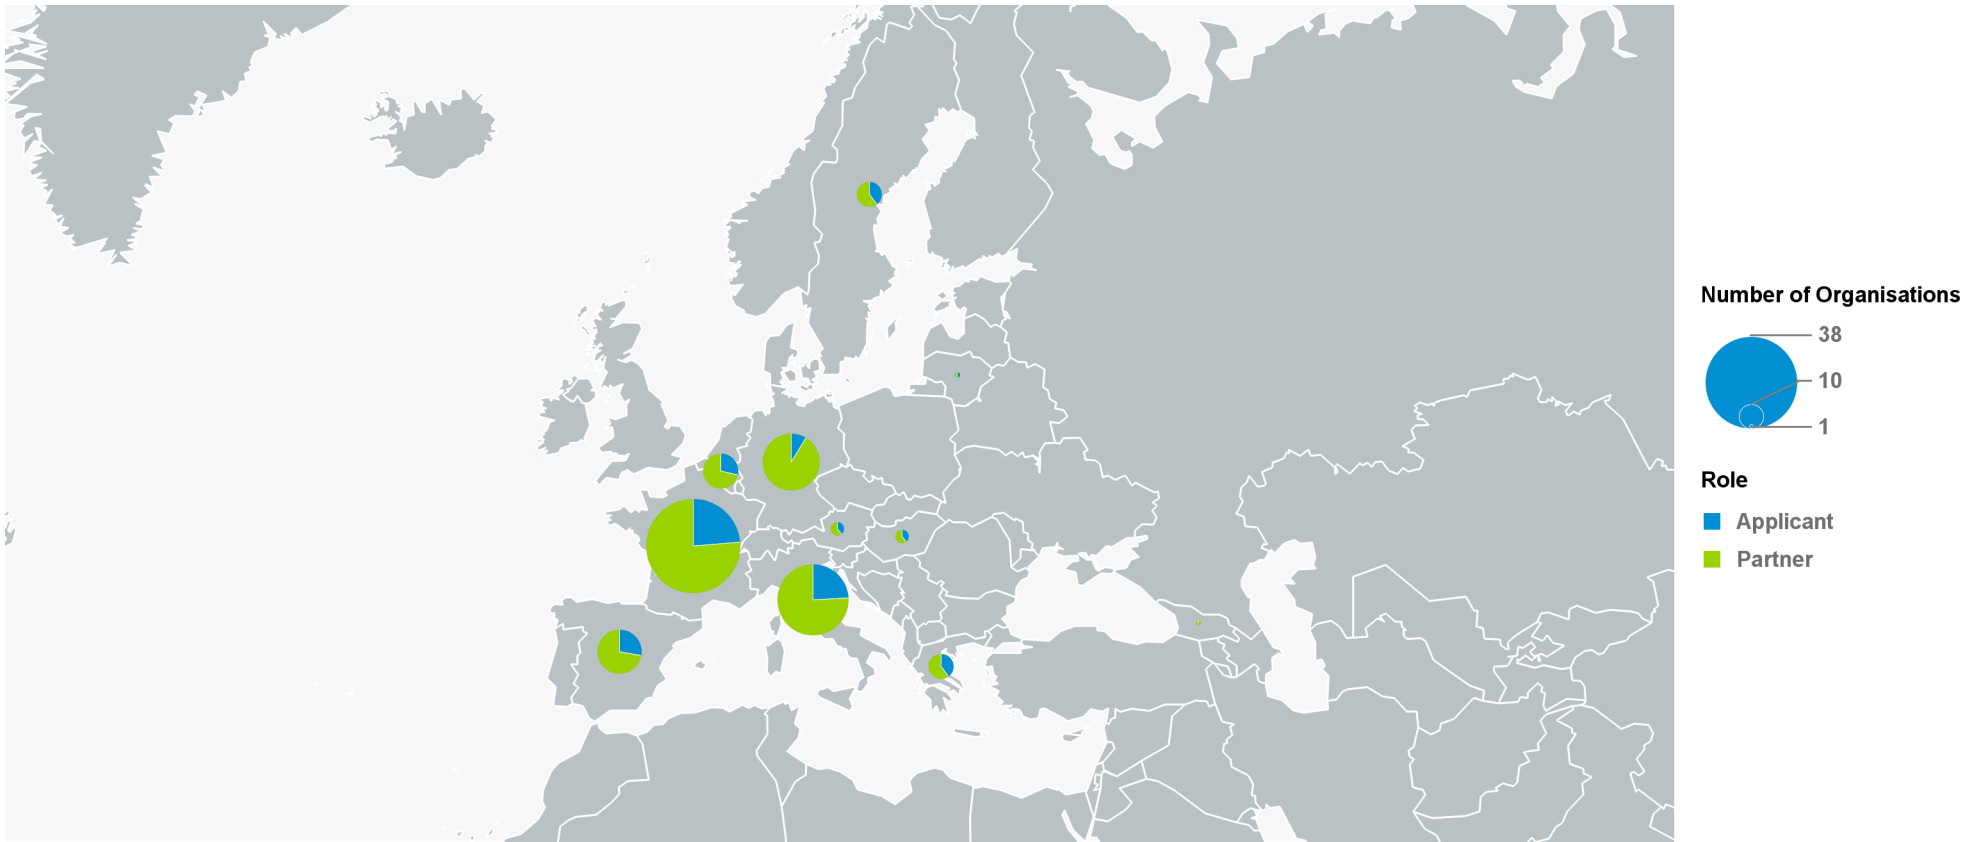 Number of Organisations
38
10
1
Role
Applicant
Partner